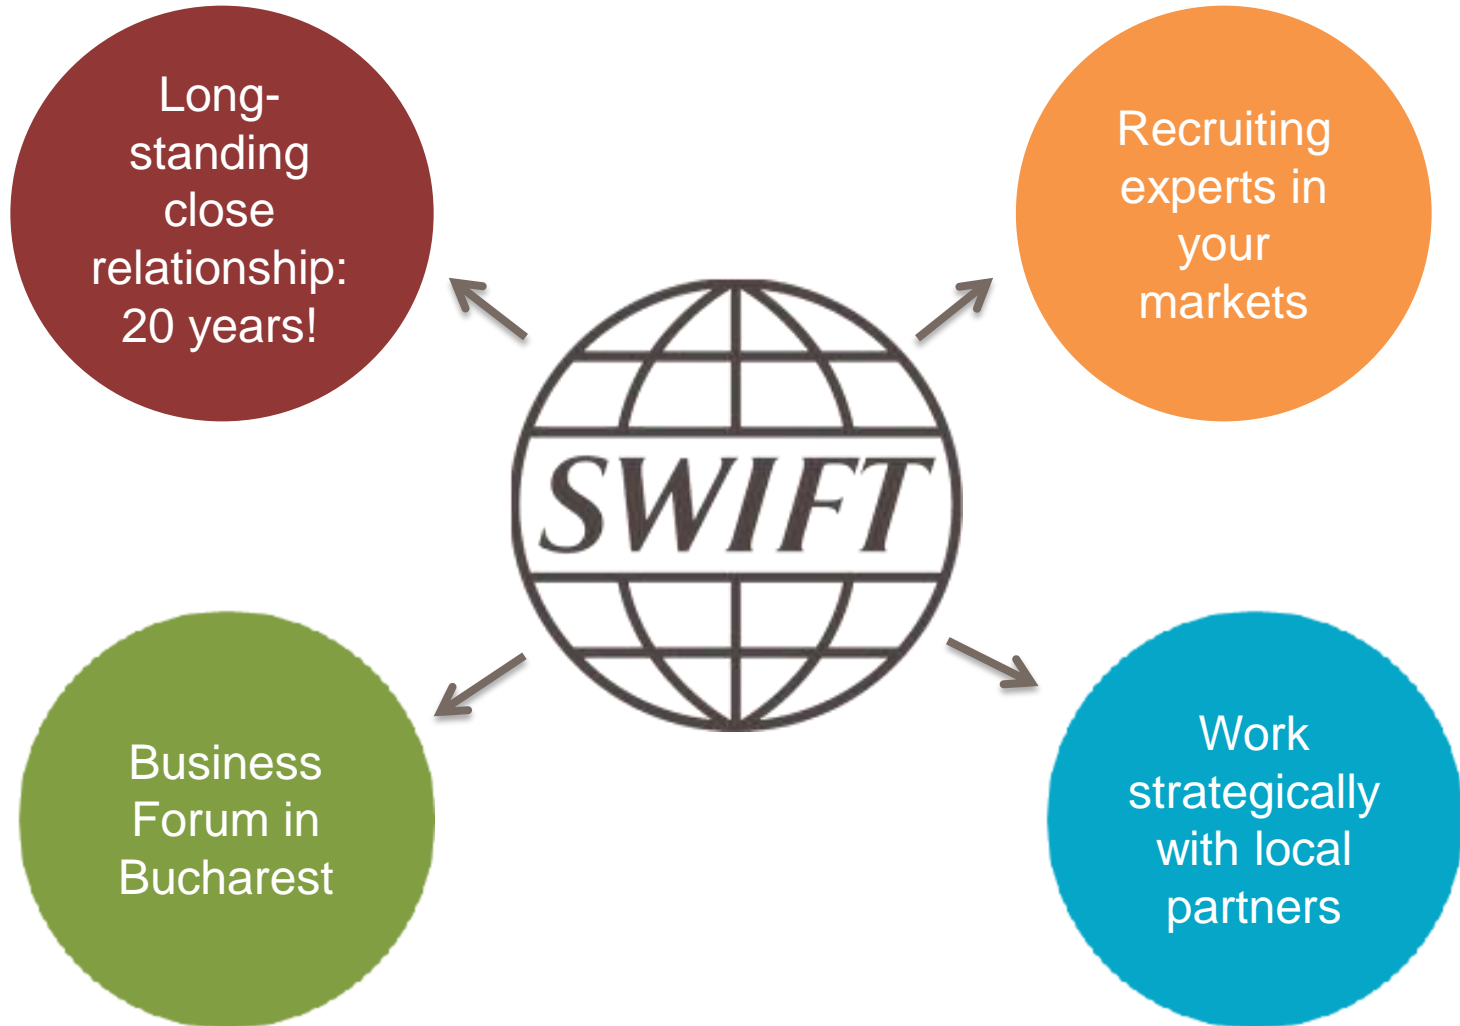 Long-
standing
close
relationship:
20 years!
Recruiting
experts in
your
markets
SWIFT
Business
Forum in
Bucharest
Work
strategically
with local
partners